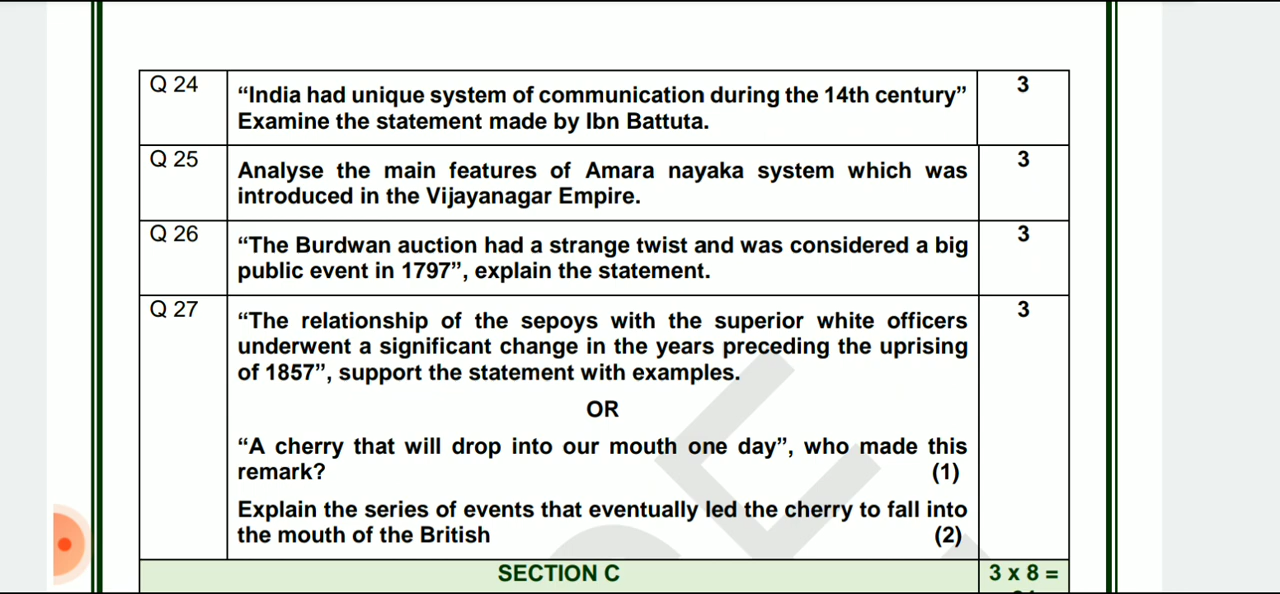 Q 24
“India had unique system of communication during the 14th century”
Examine the statement made by Ibn Battuta.
3
Q 25
Analyse the main features of Amara nayaka system which was
introduced in the Vijayanagar Empire.
3
Q 26
“The Burdwan auction had a strange twist and was considered a big
public event in 1797”, explain the statement.
3
Q 27
“The relationship of the sepoys with the superior white officers
underwent a significant change in the years preceding the uprising
of 1857”, support the statement with examples.
OR
“A cherry that will drop into our mouth one day”, who made this
remark? (1)
Explain the series of events that eventually led the cherry to fall into
the mouth of the British (2)
3
SECTION C
3 x 8 =